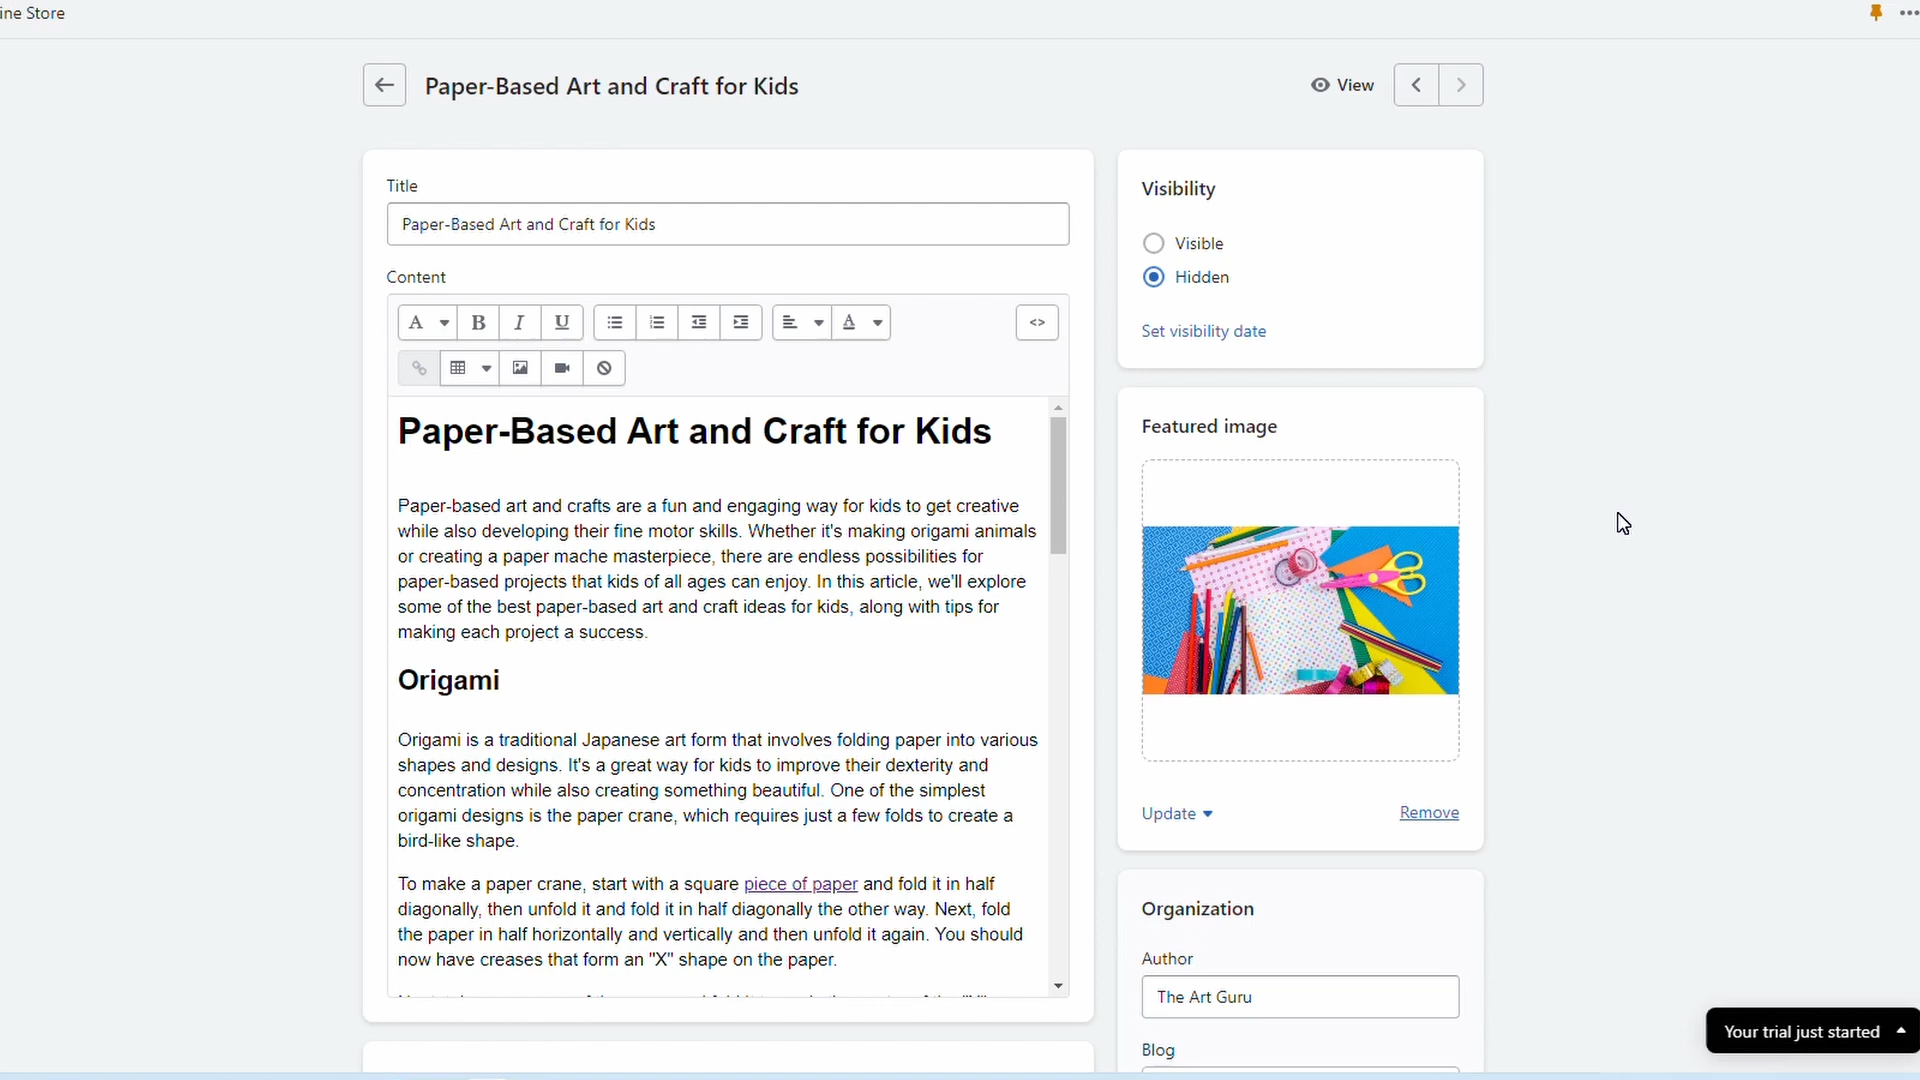 ine Store
Paper-Based Art and Craft for Kids
View
Title
Paper-Based Art and Craft for Kids
Content
Paper-Based Art and Craft for Kids
Paper-based art and crafts are a fun and engaging way for kids to get creative
while also developing their fine motor skills. Whether it's making origami animals
or creating a paper mache masterpiece, there are endless possibilities for
paper-based projects that kids of all ages can enjoy. In this article, we'll explore
some of the best paper-based art and craft ideas for kids, along with tips for
making each project a success.
Origami
Origami is a traditional Japanese art form that involves folding paper into various
shapes and designs. It's a great way for kids to improve their dexterity and
concentration while also creating something beautiful. One of the simplest
origami designs is the paper crane, which requires just a few folds to create a
bird-like shape.
To make a paper crane, start with a square piece of paper and fold it in half
diagonally, then unfold it and fold it in half diagonally the other way. Next, fold
the paper in half horizontally and vertically and then unfold it again. You should
now have creases that form an "X" shape on the paper.
Visibility
Visible
Hidden
Set visibility date
Featured image
Update
Remove
Organization
Author
The Art Guru
Blog
Your trial just started